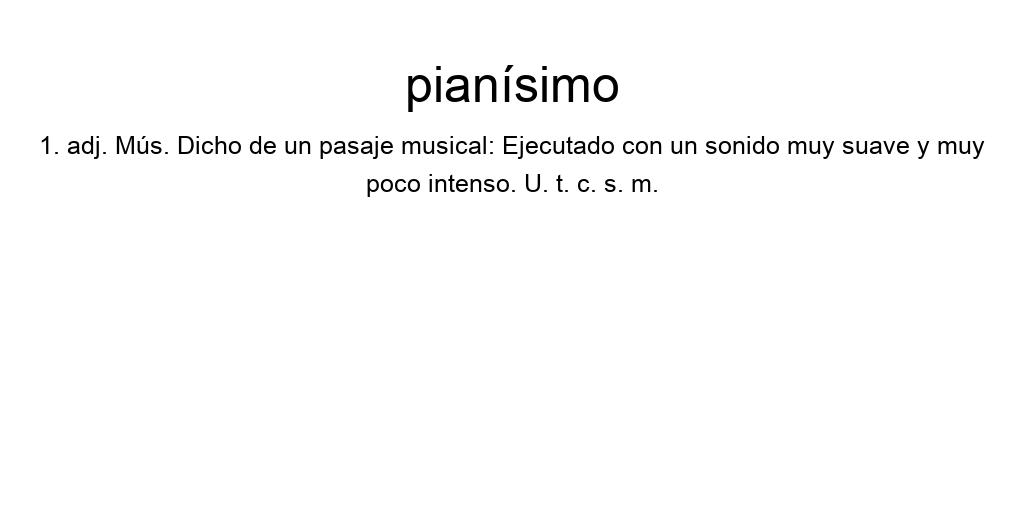 pianísimo
1. adj. Mús. Dicho de un pasaje musical: Ejecutado con un sonido muy suave y muy
poco intenso. U. t. c. s. m.